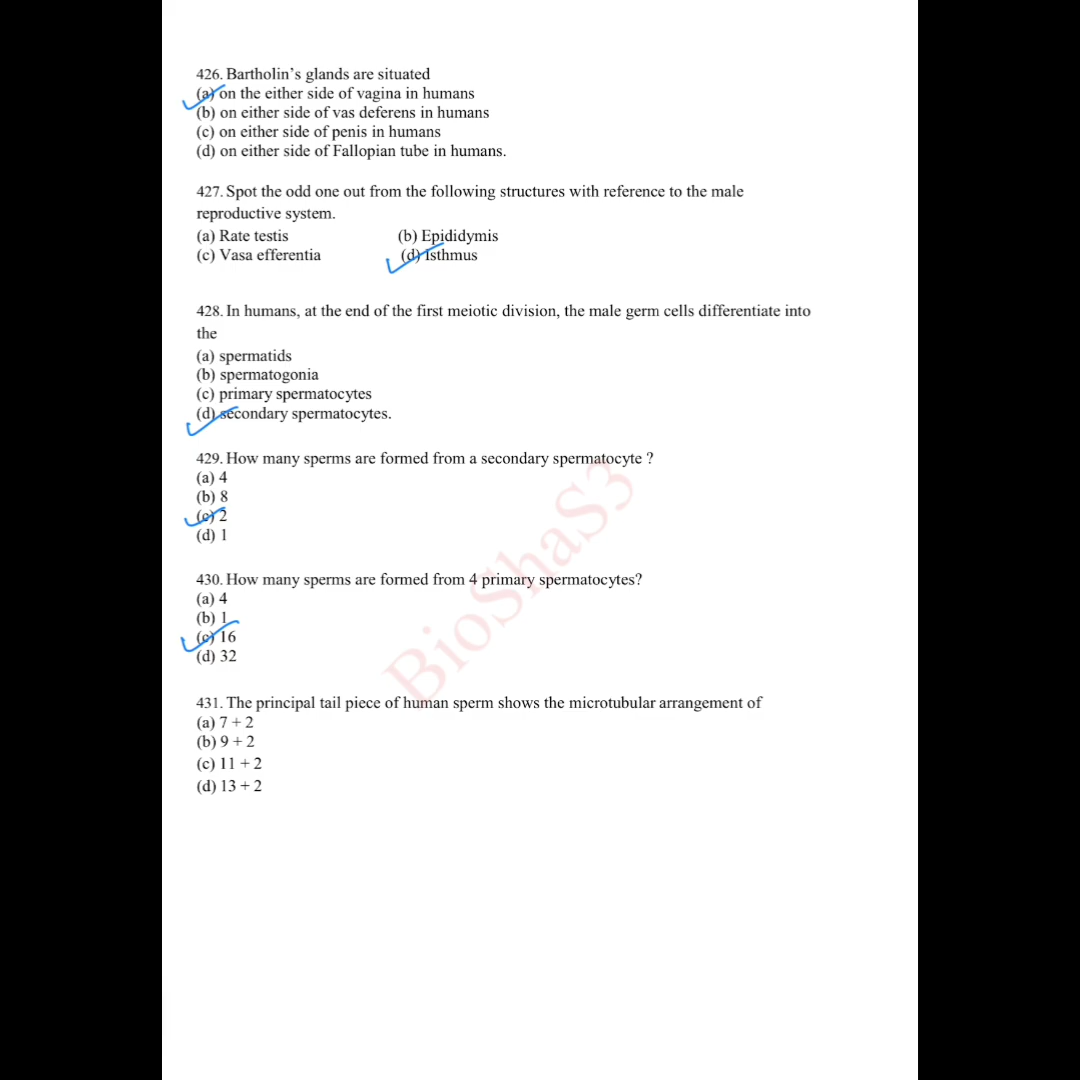 426. Bartholin’s glands are situated
(a) on the either side of vagina in humans
(b) on either side of vas deferens in humans
(c) on either side of penis in humans
(d) on either side of Fallopian tube in humans.
427. Spot the odd one out from the following structures with reference to the male
reproductive system.
(a) Rate testis (b) Epididymis
(c) Vasa efferentia (d) Isthmus
428. In humans, at the end of the first meiotic division, the male germ cells differentiate into
the
(a) spermatids
(b) spermatogonia
(c) primary spermatocytes
(d) secondary spermatocytes.
429. How many sperms are formed from a secondary spermatocyte ?
(a) 4
(b) 8
(c) 2
(d) 1
430. How many sperms are formed from 4 primary spermatocytes?
(a) 4
(b) 1
(c) 16
(d) 32
431. The principal tail piece of human sperm shows the microtubular arrangement of
(a) 7 + 2
(b) 9 + 2
(c) 11 + 2
(d) 13 + 2
BioShaS3